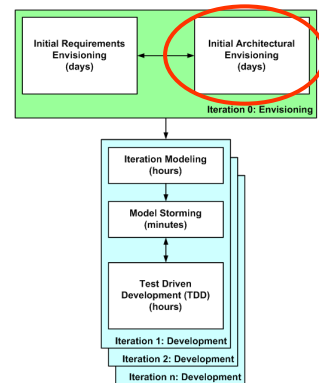 Initial Requirements
Envisioning
(days)
Initial Architectural
Envisioning
(days)
Iteration 0: Envisioning
Iteration Modeling
(hours)
Model Storming
(minutes)
Test Driven
Development (TDD)
(hours)
Iteration 1: Development
Iteration 2: Development
Iteration n: Development